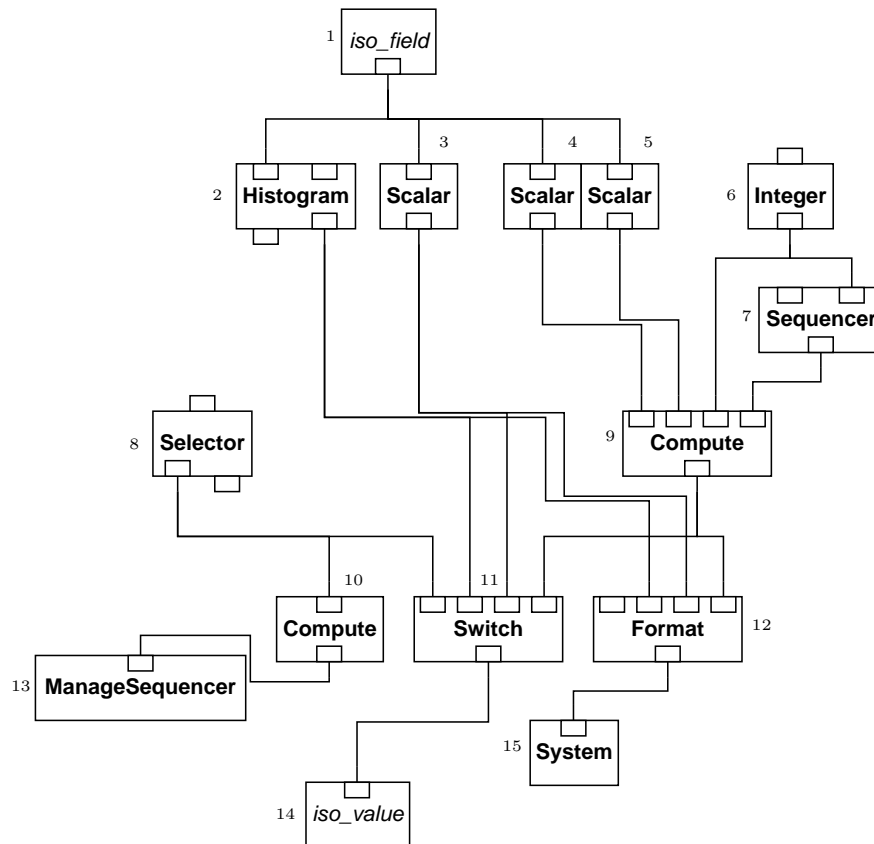 1
iso_field
3
4
5
2
Histogram
Scalar
Scalar
Scalar
6
Integer
7
Sequencer
8
Selector
9
Compute
10
11
Compute
Switch
Format
12
13
ManageSequencer
15
System
14
iso_value